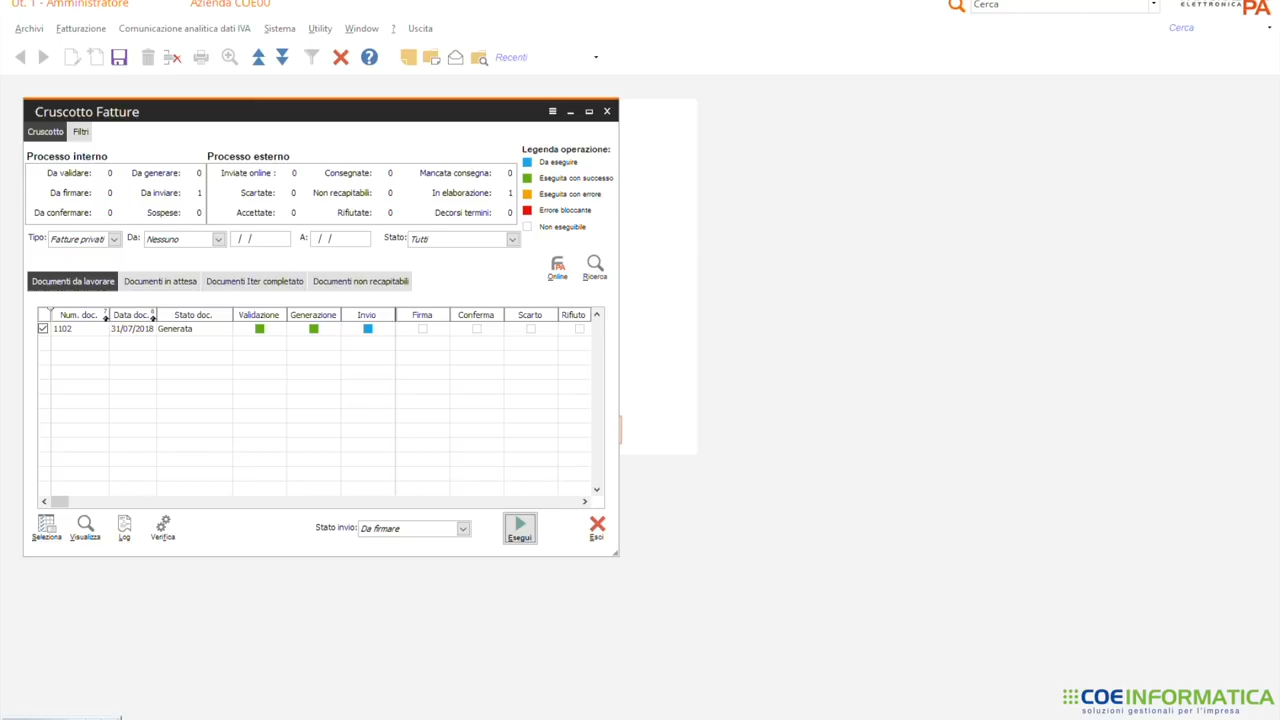 Ut. 1 - Amministratore Azienda COE00 Cerca ELETTRONICA PA
Archivi Fatturazione Comunicazione analitica dati IVA Sistema Utility Window ? Uscita Cerca
Recenti
Cruscotto Fatture
Cruscotto Filtri
Processo interno Processo esterno Legenda operazione:
Da validare: 0 Da generare: 0 Inviate online : 0 Consegnate: 0 Mancata consegna: 0 Da eseguire
Eseguita con successo
Da firmare: 0 Da inviare: 1 Scartate: 0 Non recapitabili: 0 In elaborazione: 1 Eseguita con errore
Da confermare: 0 Sospese: 0 Accettate: 0 Rifiutate: 0 Decorsi termini: 0 Errore bloccante
Non eseguibile
Tipo: Fatture privati Da: Nessuno / / A: / / Stato: Tutti
FPA
Online Ricerca
Documenti da lavorare Documenti in attesa Documenti Iter completato Documenti non recapitabili
Num. doc. 7 Data doc. 6 Stato doc. Validazione Generazione Invio Firma Conferma Scarto Rifiuto
1102 31/07/2018 Generata
Stato invio: Da firmare
Seleziona Visualizza Log Verifica Esegui Esci
COEINFORMATICA
soluzioni gestionali per l'impresa